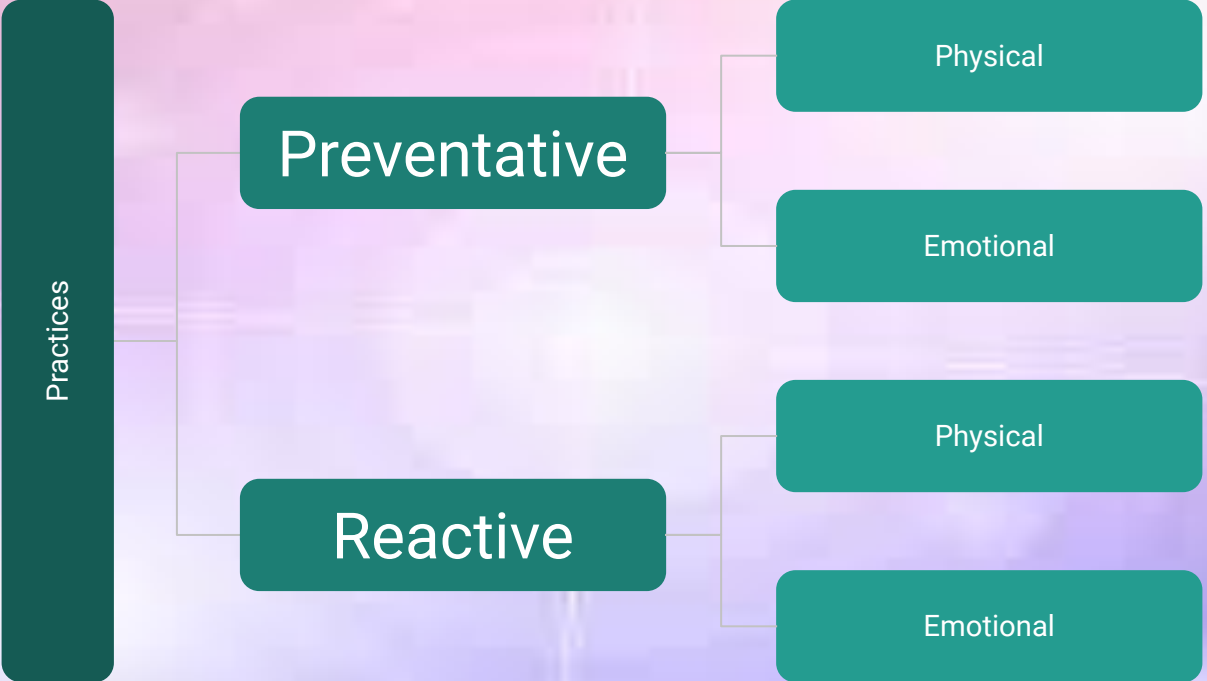 Practices
Preventative
Physical
Emotional
Reactive
Physical
Emotional